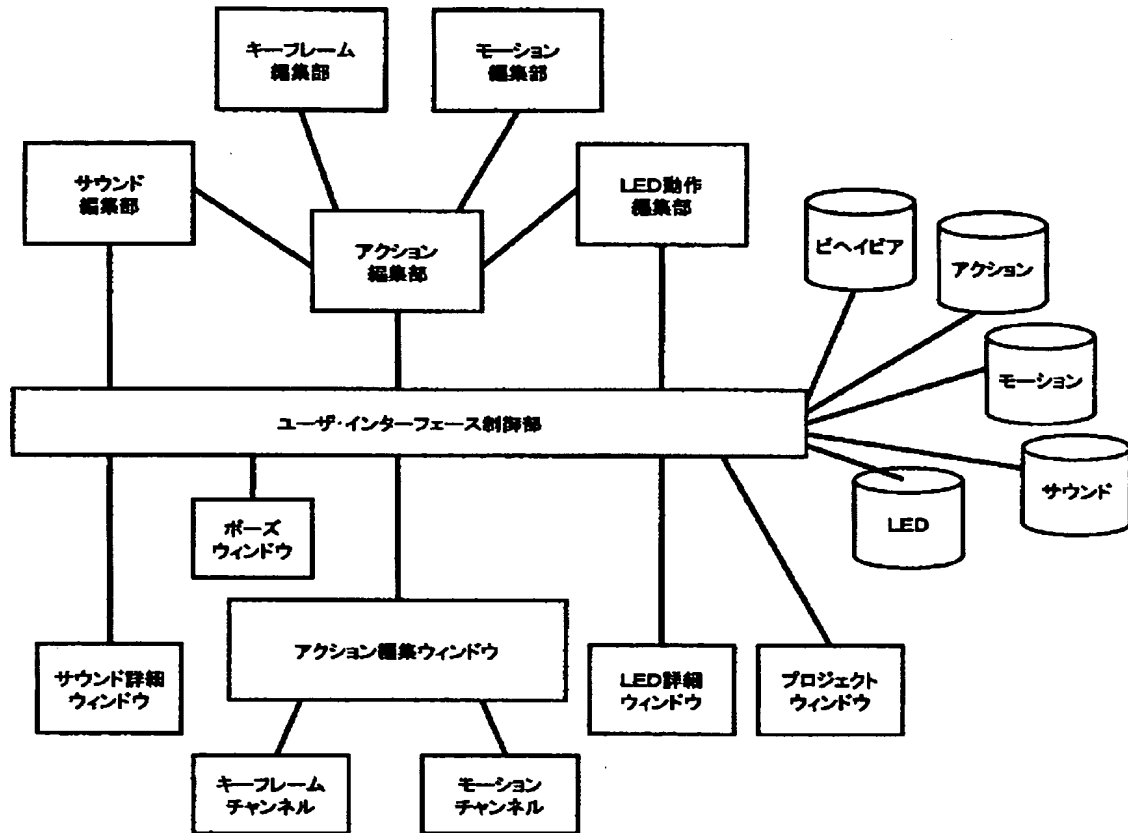 キーフレーム
編集部
モーション
編集部
サウンド
編集部
LED動作
編集部
アクション
編集部
ビヘイビア
アクション
モーション
ユーザ・インターフェース制御部
サウンド
LED
ポーズ
ウィンドウ
アクション編集ウィンドウ
サウンド詳細
ウィンドウ
LED詳細
ウィンドウ
プロジェクト
ウィンドウ
キーフレーム
チャンネル
モーション
チャンネル